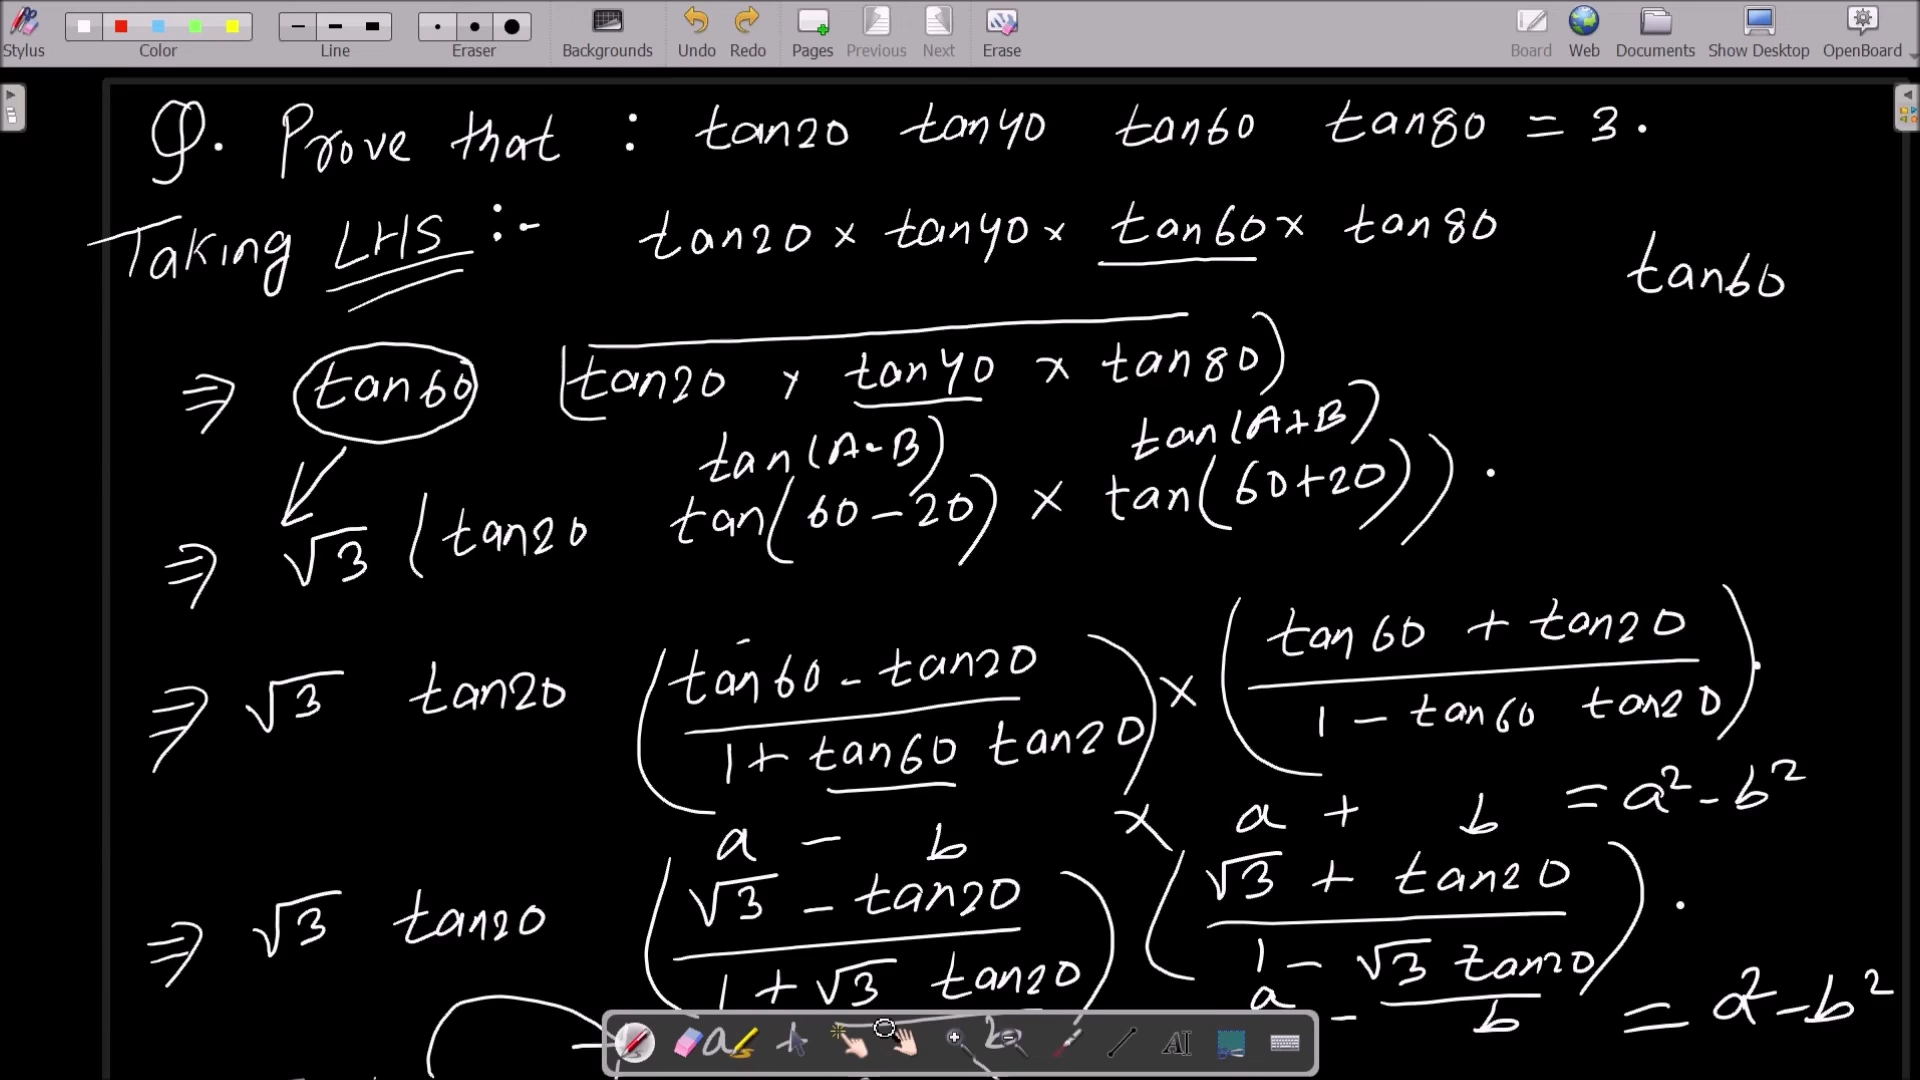 Stylus Color Line Eraser Backgrounds Undo Redo Pages Previous Next Erase Board Web Documents Show Desktop OpenBoard
Q. Prove that : tan20 tan40 tan60 tan80 = 3.
Taking LHS :- tan20 × tan40 × tan60 × tan80
tan60
⇒ tan60 (tan20 × tan40 × tan80)
tan(A-B) tan(A+B)
⇒ √3 (tan20 tan(60-20) × tan(60+20)).
⇒ √3 tan20 (tan60 - tan20 / 1 + tan60 tan20) × (tan60 + tan20 / 1 - tan60 tan20).
a - b × a + b = a² - b²
⇒ √3 tan20 (√3 - tan20 / 1 + √3 tan20) (√3 + tan20 / 1 - √3 tan20).
a - b = a² - b²